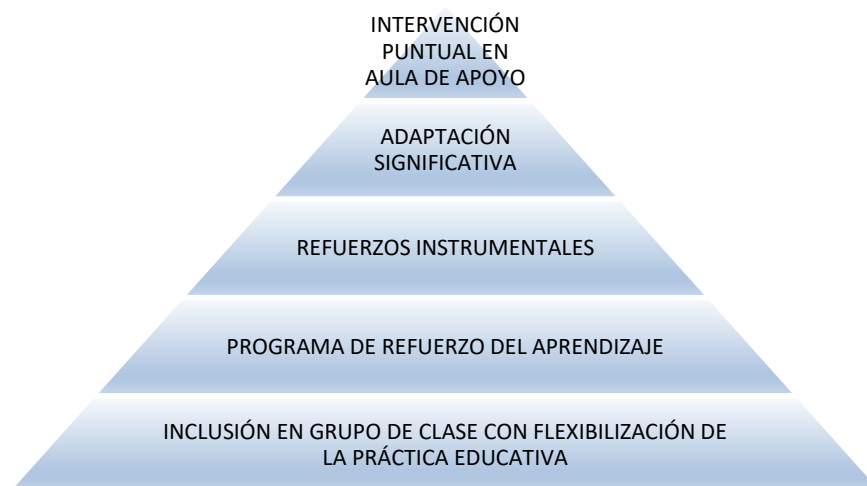 INTERVENCIÓN
PUNTUAL EN
AULA DE APOYO
ADAPTACIÓN
SIGNIFICATIVA
REFUERZOS INSTRUMENTALES
PROGRAMA DE REFUERZO DEL APRENDIZAJE
INCLUSIÓN EN GRUPO DE CLASE CON FLEXIBILIZACIÓN DE
LA PRÁCTICA EDUCATIVA